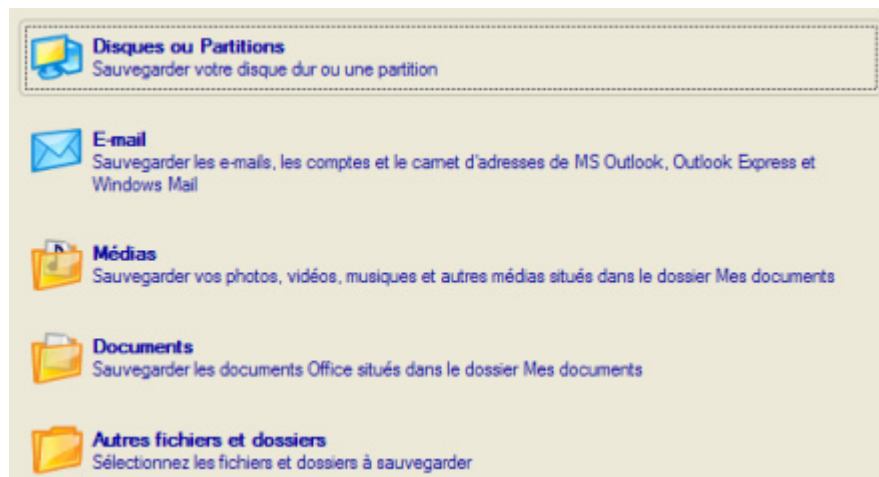 Disques ou Partitions
Sauvegarder votre disque dur ou une partition
E-mail
Sauvegarder les e-mails, les comptes et le carnet d'adresses de MS Outlook, Outlook Express et
Windows Mail
Médias
Sauvegarder vos photos, vidéos, musiques et autres médias situés dans le dossier Mes documents
Documents
Sauvegarder les documents Office situés dans le dossier Mes documents
Autres fichiers et dossiers
Sélectionnez les fichiers et dossiers à sauvegarder